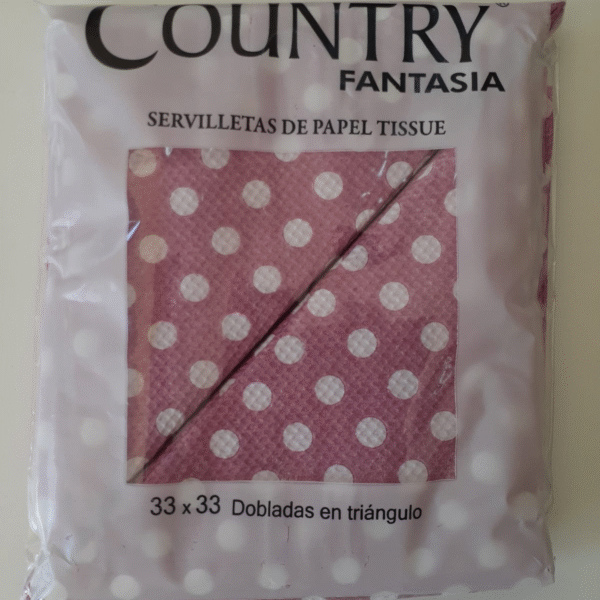 COUNTRY®
FANTASIA
SERVILLETAS DE PAPEL TISSUE
33 x 33 Dobladas en triángulo